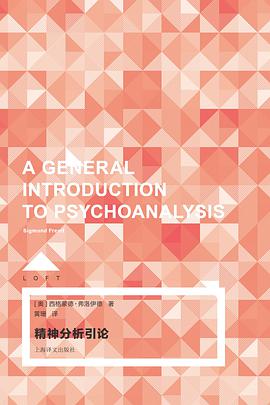 A GENERAL
INTRODUCTION
TO PSYCHOANALYSIS
Sigmund Freud
LOFT
[奥] 西格蒙德·弗洛伊德 著
黄珊 译
精神分析引论
上海译文出版社